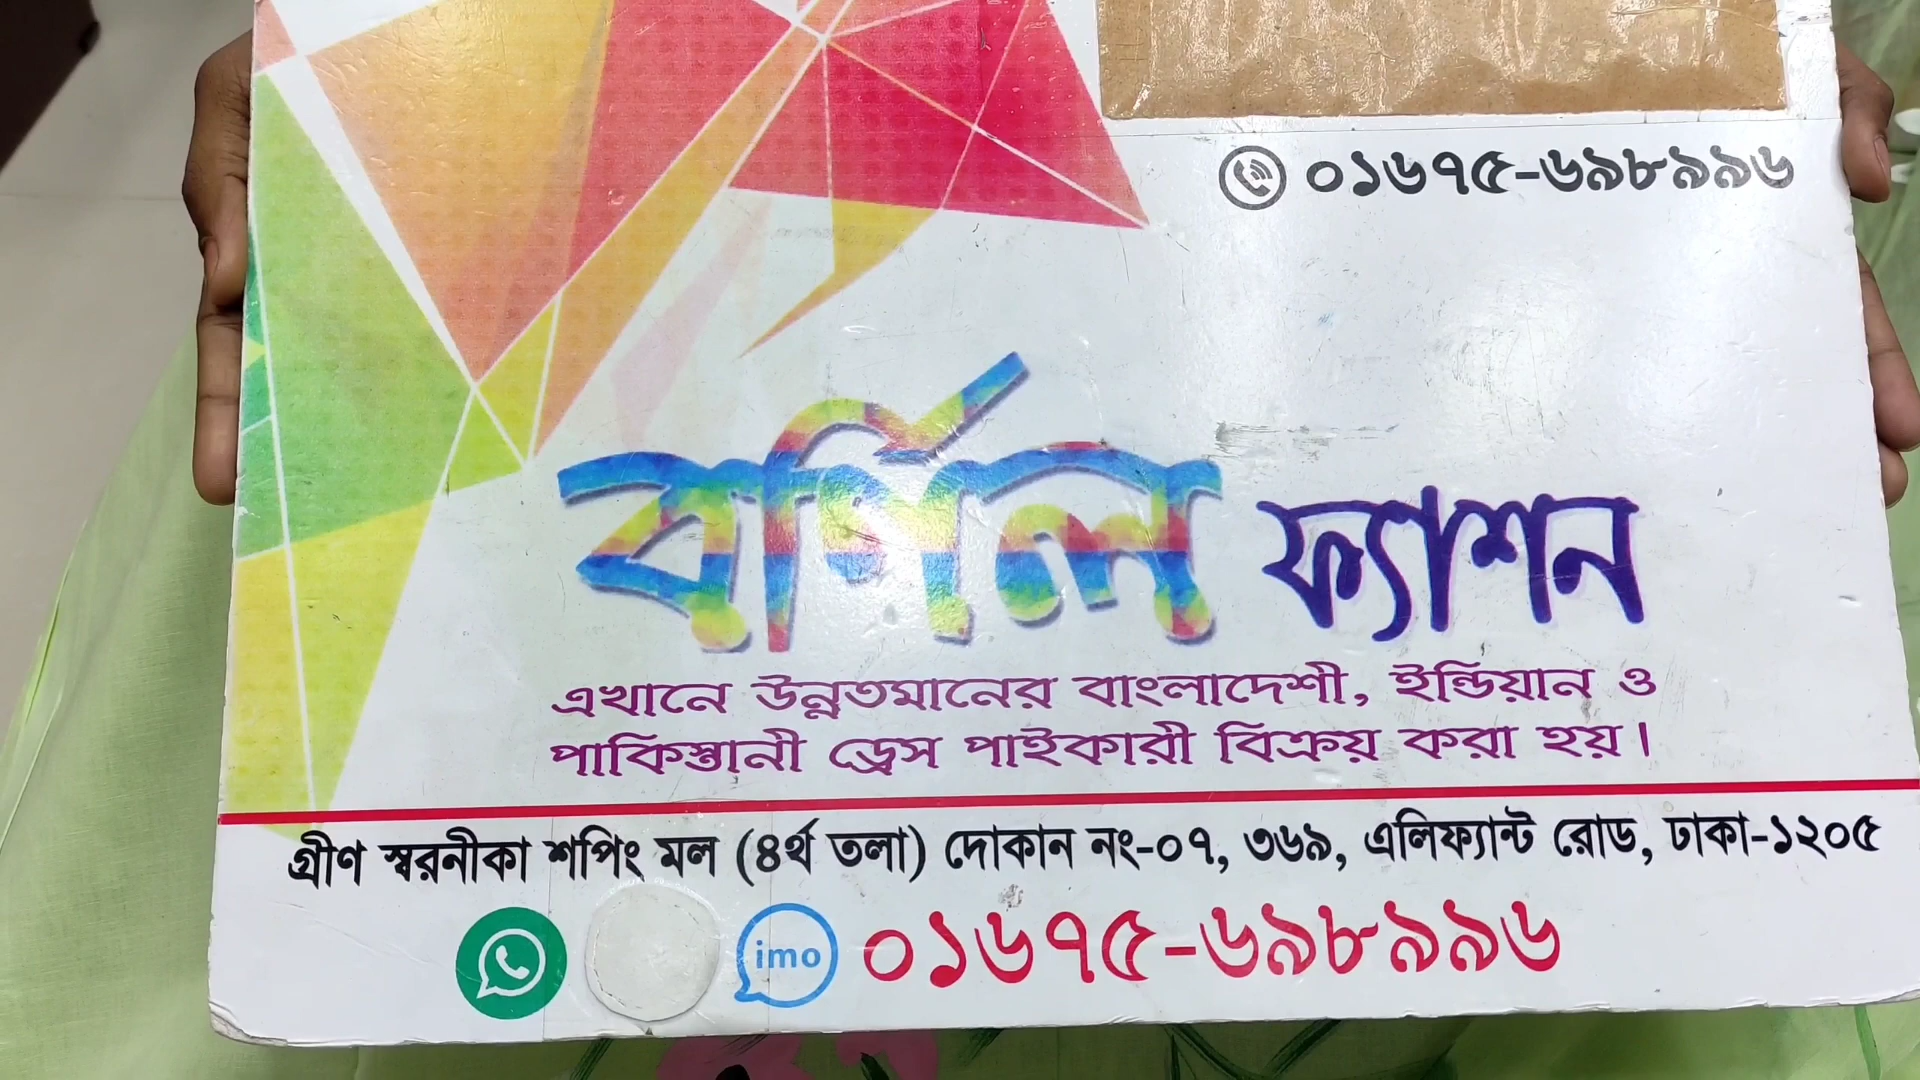 ০১৬৭৫-৬৯৮৯৯৬
বর্ণিল ফ্যাশন
এখানে উন্নতমানের বাংলাদেশী, ইন্ডিয়ান ও
পাকিস্তানী ড্রেস পাইকারী বিক্রয় করা হয়।
গ্রীণ স্বরনীকা শপিং মল (৪র্থ তলা) দোকান নং-০৭, ৩৬৯, এলিফ্যান্ট রোড, ঢাকা-১২০৫
imo ০১৬৭৫-৬৯৮৯৯৬